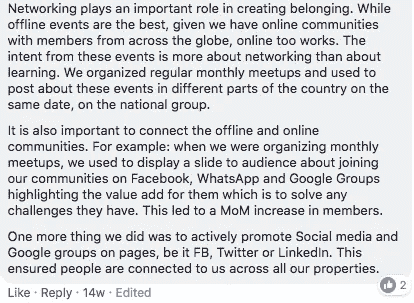 Networking plays an important role in creating belonging. While
offline events are the best, given we have online communities
with members from across the globe, online too works. The
intent from these events is more about networking than about
learning. We organized regular monthly meetups and used to
post about these events in different parts of the country on the
same date, on the national group.
It is also important to connect the offline and online
communities. For example: when we were organizing monthly
meetups, we used to display a slide to audience about joining
our communities on Facebook, WhatsApp and Google Groups
highlighting the value add for them which is to solve any
challenges they have. This led to a MoM increase in members.
One more thing we did was to actively promote Social media and
Google groups on pages, be it FB, Twitter or LinkedIn. This
ensured people are connected to us across all our properties.
Like · Reply · 14w · Edited
2